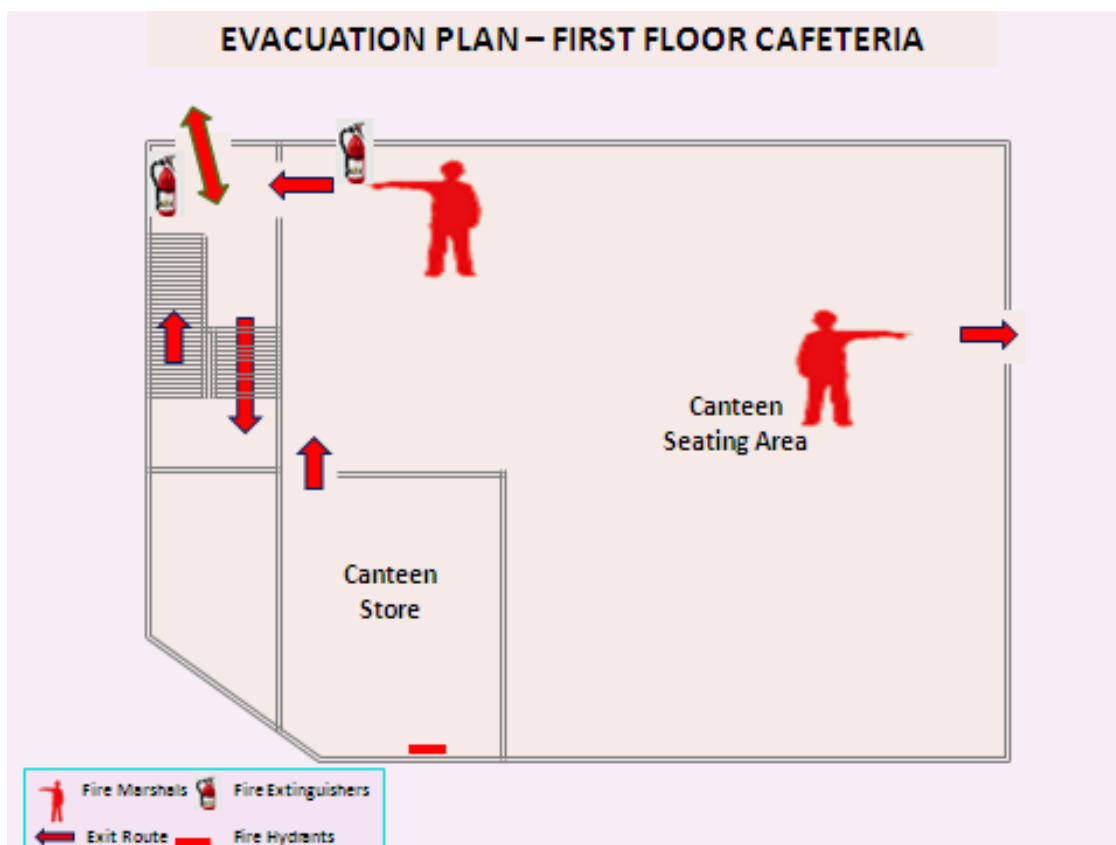 EVACUATION PLAN – FIRST FLOOR CAFETERIA
Canteen
Seating Area
Canteen
Store
Fire Marshals
Fire Extinguishers
Exit Route
Fire Hydrants